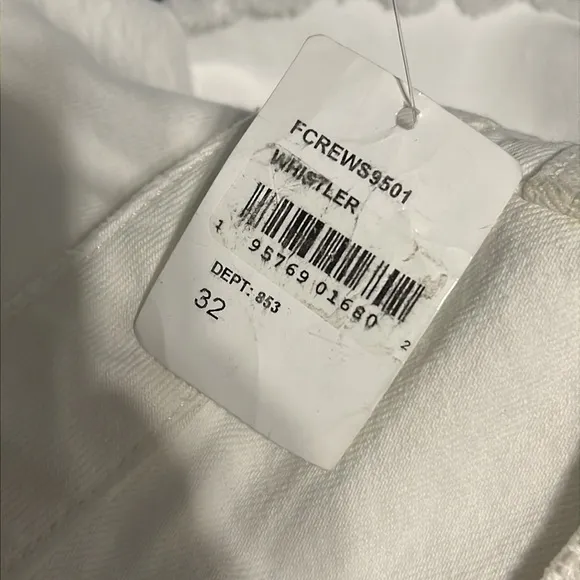 FCREWS9501
WHISTLER
1 95769 01680 2
DEPT: 853
32